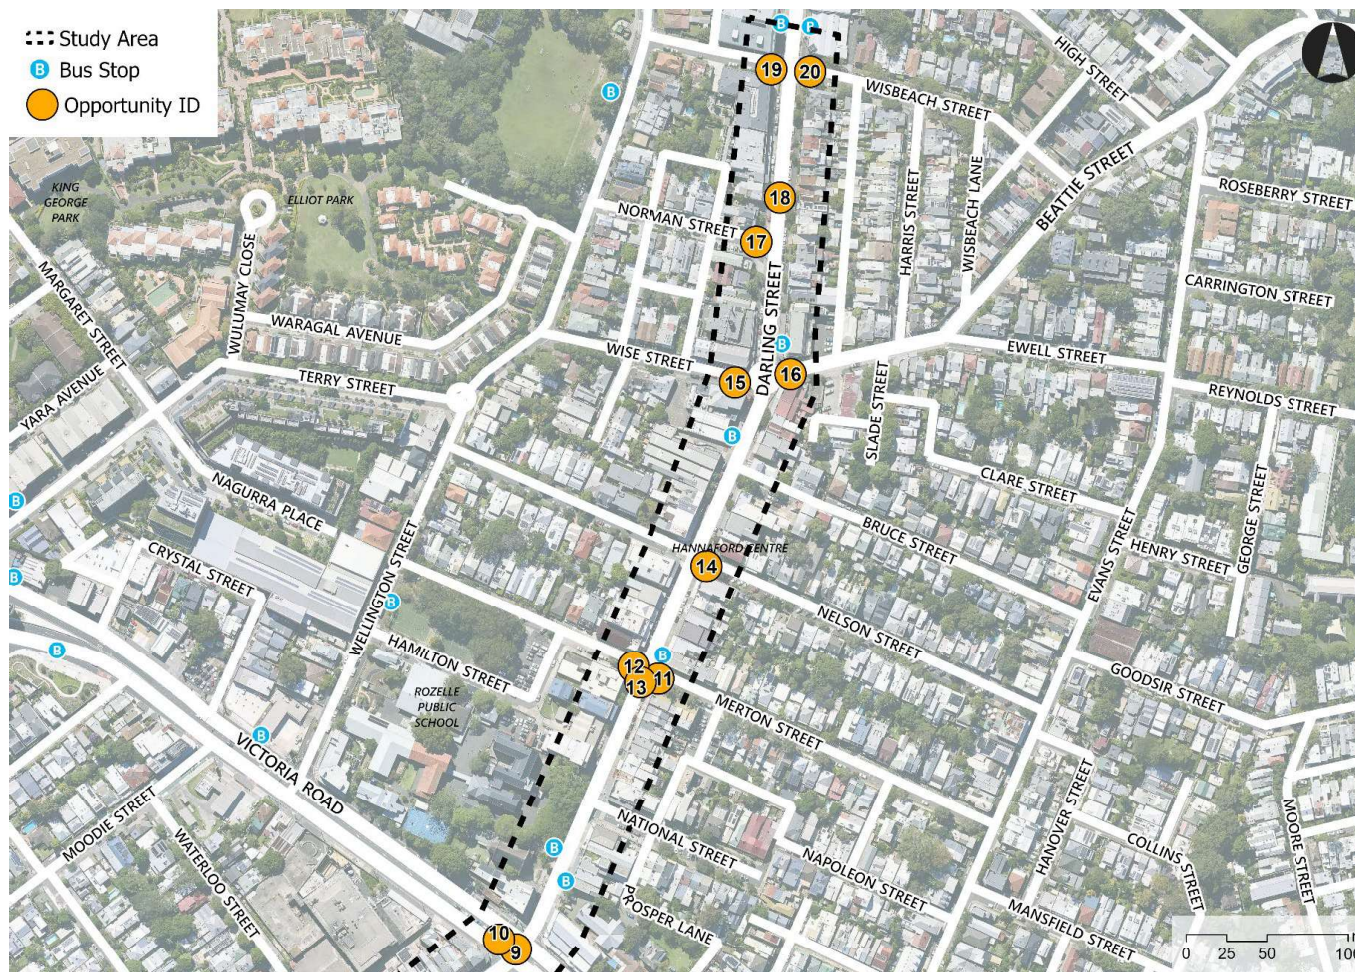 Study Area
B Bus Stop
Opportunity ID
B
B
19
20
B
HIGH STREET
WISBEACH STREET
BEATTIE STREET
ROSEBERRY STREET
KING
GEORGE
PARK
ELLIOT PARK
18
NORMAN STREET
17
HARRIS STREET
WISBEACH LANE
CARRINGTON STREET
MARGARET STREET
WULUMAY CLOSE
WARAGAL AVENUE
DARLING STREET
B
WISE STREET
15
16
EWELL STREET
TERRY STREET
YARA AVENUE
REYNOLDS STREET
SLADE STREET
B
CLARE STREET
NAGURRA PLACE
B
BRUCE STREET
HENRY STREET
GEORGE STREET
EVANS STREET
CRYSTAL STREET
HANNAFORD CENTRE
14
B
WELLINGTON STREET
B
NELSON STREET
HAMILTON STREET
B
12
11
13
B
GOODSIR STREET
ROZELLE
PUBLIC
SCHOOL
MERTON STREET
B
VICTORIA ROAD
MOODIE STREET
WATERLOO STREET
NATIONAL STREET
NAPOLEON STREET
HANOVER STREET
COLLINS STREET
MOORE STREET
B
B
PROSPER LANE
MANSFIELD STREET
10
9
0 25 50 100